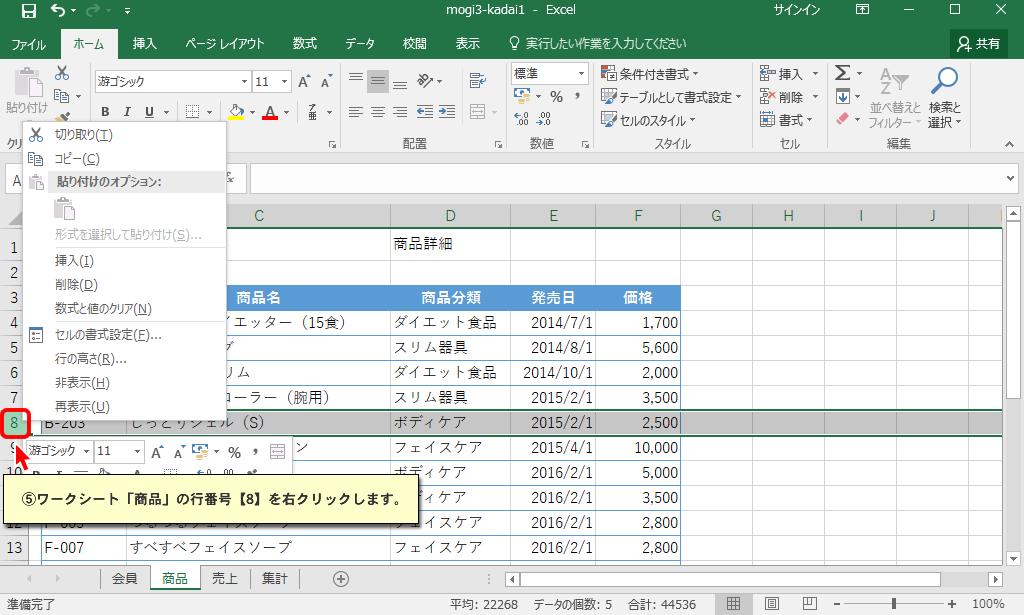 mogi3-kadai1 - Excel サインイン
ファイル ホーム 挿入 ページ レイアウト 数式 データ 校閲 表示 実行したい作業を入力してください 共有
貼り付け 游ゴシック 11 A A 標準 条件付き書式 挿入 Σ
% , テーブルとして書式設定 削除 並べ替えと 検索と
B I U A セルのスタイル 書式 フィルター 選択
クリ 配置 数値 スタイル セル 編集
切り取り(T)
コピー(C)
貼り付けのオプション:
形式を選択して貼り付け(S)...
挿入(I)
削除(D)
数式と値のクリア(N)
セルの書式設定(F)...
行の高さ(R)...
非表示(H)
再表示(U)
A fx
C D E F G H I J
1 商品詳細
2
3 商品名 商品分類 発売日 価格
4 イエッター（15食） ダイエット食品 2014/7/1 1,700
5 グ スリム器具 2014/8/1 5,600
6 リム ダイエット食品 2014/10/1 2,000
7 ローラー（腕用） スリム器具 2015/2/1 3,500
8 B-203 しっとりジェル（S） ボディケア 2015/2/1 2,500
9 ン フェイスケア 2015/4/1 10,000
游ゴシック 11 A A % ,
10 ボディケア 2016/2/1 5,000
ボディケア 2016/2/1 3,500
⑤ワークシート「商品」の行番号【8】を右クリックします。
12 フェイスケア 2016/2/1 2,800
13 F-007 すべすべフェイスソープ フェイスケア 2016/2/1 2,800
会員 商品 売上 集計
準備完了 平均: 22268 データの個数: 5 合計: 44536 100%